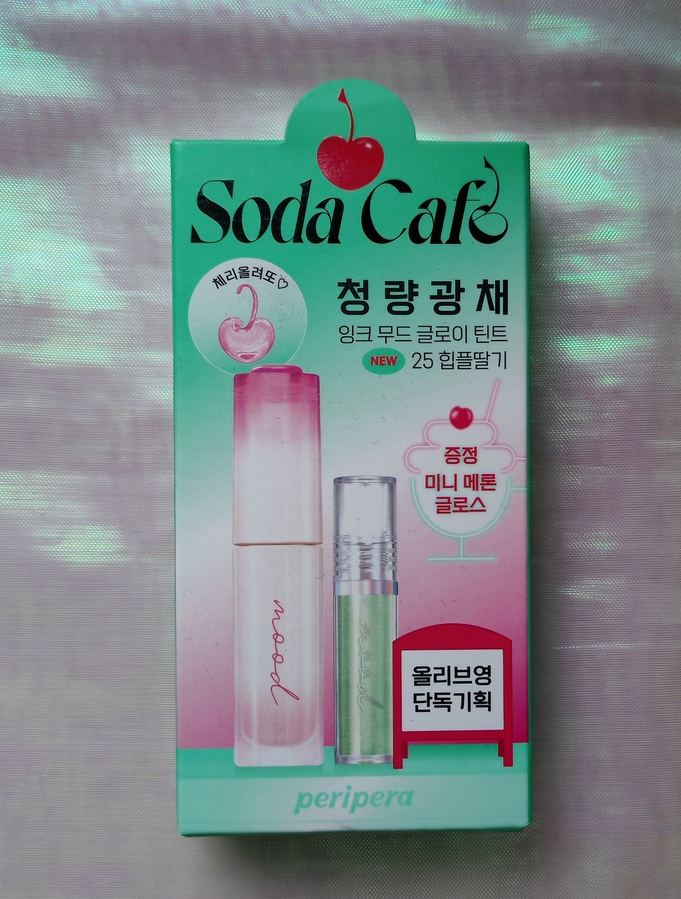 Soda Café
체리올려또♡
청량광채
잉크 무드 글로이 틴트
NEW 25 힙플딸기
증정
미니 메론
글로스
mood
mood
올리브영
단독기획
peripera